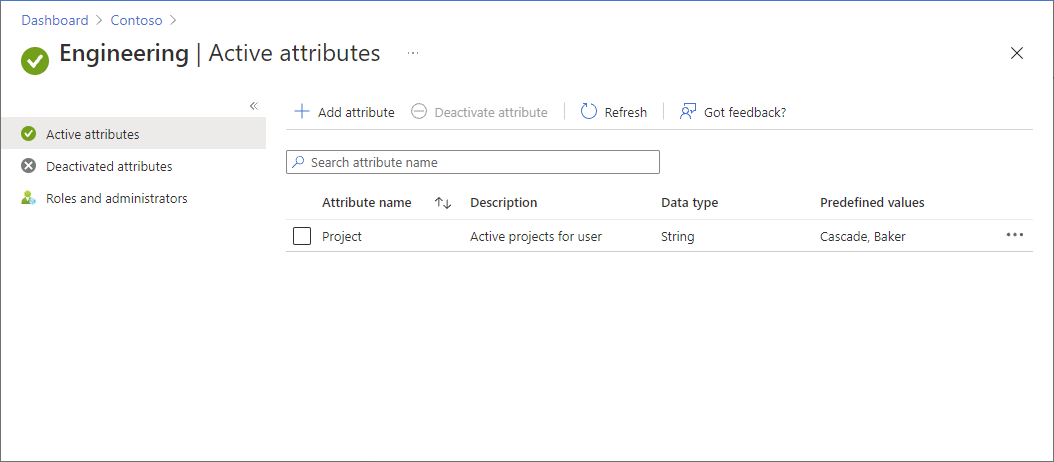 Dashboard > Contoso >
Engineering | Active attributes ...
Active attributes
Deactivated attributes
Roles and administrators
Add attribute Deactivate attribute Refresh Got feedback?
Search attribute name
Attribute name Description Data type Predefined values
Project Active projects for user String Cascade, Baker